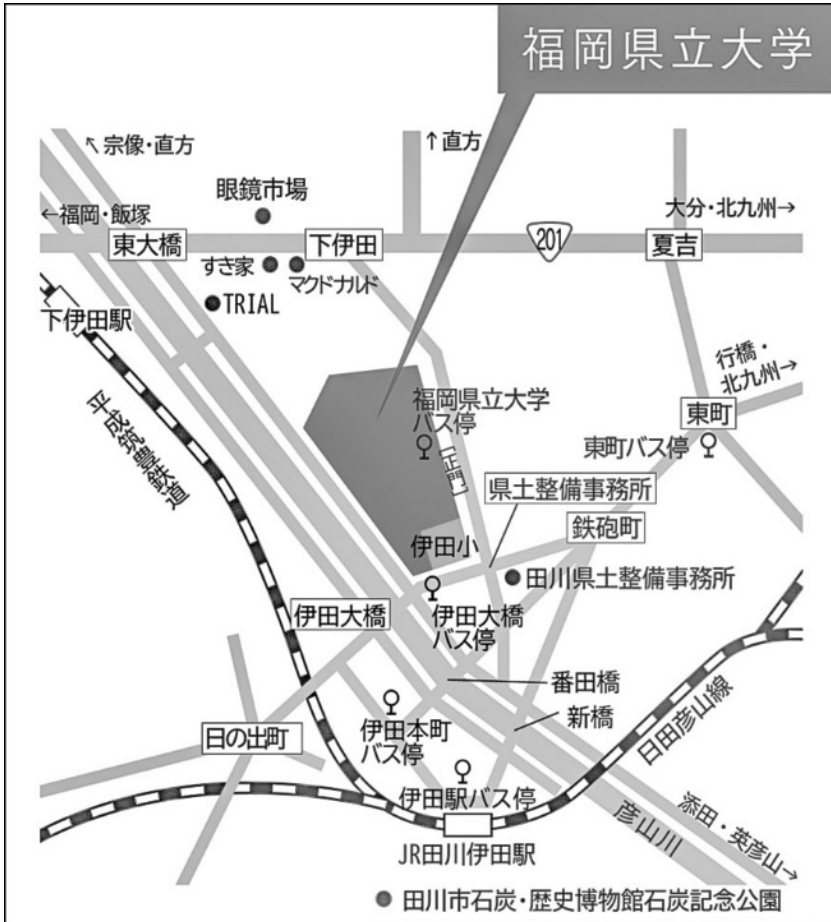 福岡県立大学
↖宗像・直方
↑直方
眼鏡市場
←福岡・飯塚
大分・北九州→
東大橋
下伊田
201
夏吉
すき家
マクドナルド
TRIAL
下伊田駅
行橋・
北九州→
平成筑豊鉄道
福岡県立大学
バス停
東町
[正門]
東町バス停
県土整備事務所
鉄砲町
伊田小
田川県土整備事務所
伊田大橋
伊田大橋
バス停
番田橋
新橋
伊田本町
バス停
日の出町
日田彦山線
伊田駅バス停
JR田川伊田駅
彦山川
添田・英彦山→
田川市石炭・歴史博物館石炭記念公園